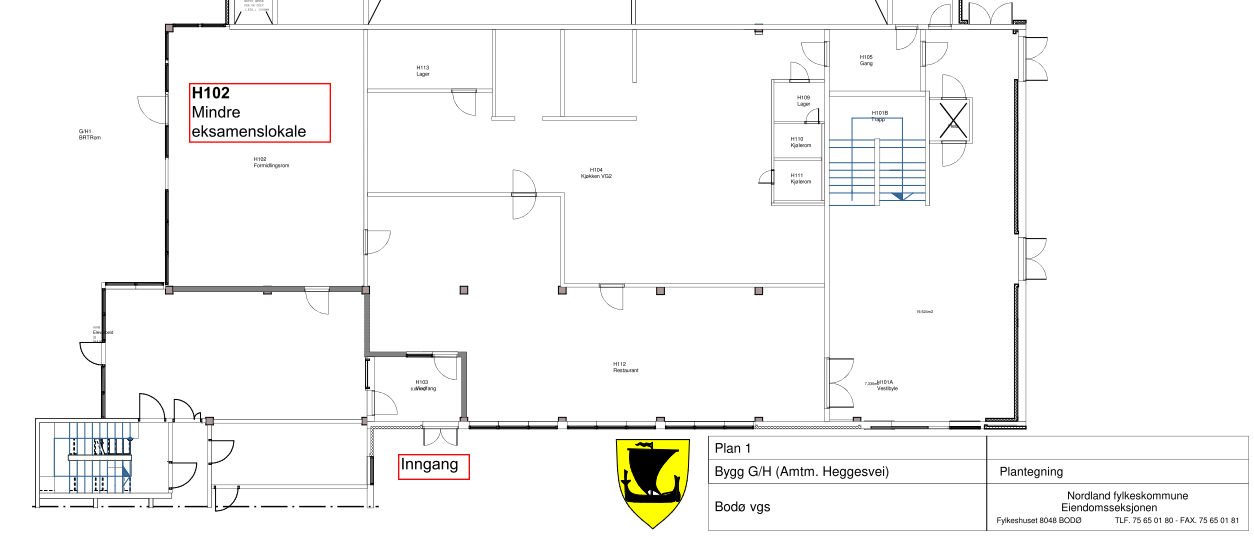 H102
Mindre
eksamenslokale
G/H1
BRTRom
H102
Formidlingsrom
H113
Lager
H104
Kjøkken VG2
H105
Gang
H109
Lager
H110
Kjølerom
H111
Kjølerom
H101B
Trapp
H112
Restaurant
H103
Vindfang
H101A
Vestibyle
Inngang
Plan 1
Bygg G/H (Amtm. Heggesvei)
Plantegning
Bodø vgs
Nordland fylkeskommune
Eiendomsseksjonen
Fylkeshuset 8048 BODØ TLF. 75 65 01 80 - FAX. 75 65 01 81